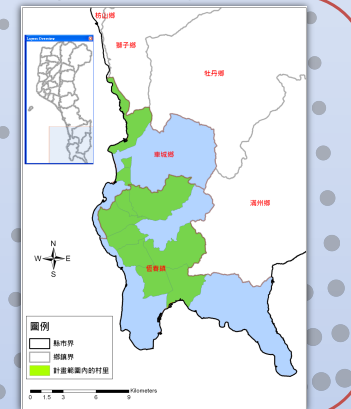 枋山鄉
獅子鄉
牡丹鄉
Layers Overview
車城鄉
滿州鄉
恆春鎮
N
W E
S
圖例
縣市界
鄉鎮界
計畫範圍內的村里
Kilometers
0 1.5 3 6 9